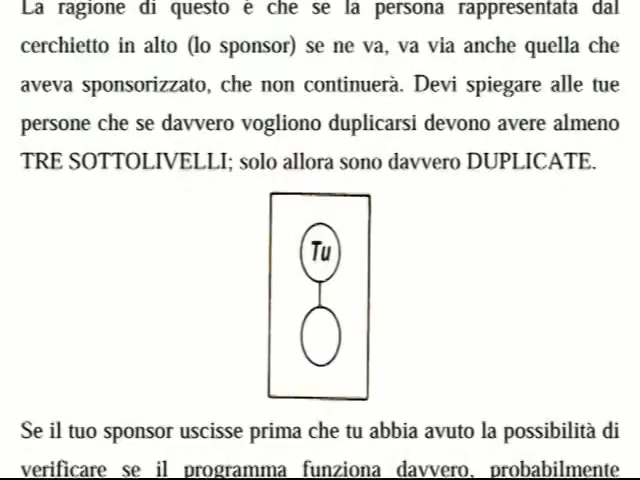 La ragione di questo è che se la persona rappresentata dal
cerchietto in alto (lo sponsor) se ne va, va via anche quella che
aveva sponsorizzato, che non continuerà. Devi spiegare alle tue
persone che se davvero vogliono duplicarsi devono avere almeno
TRE SOTTOLIVELLI; solo allora sono davvero DUPLICATE.
Tu
Se il tuo sponsor uscisse prima che tu abbia avuto la possibilità di
verificare se il programma funziona davvero, probabilmente